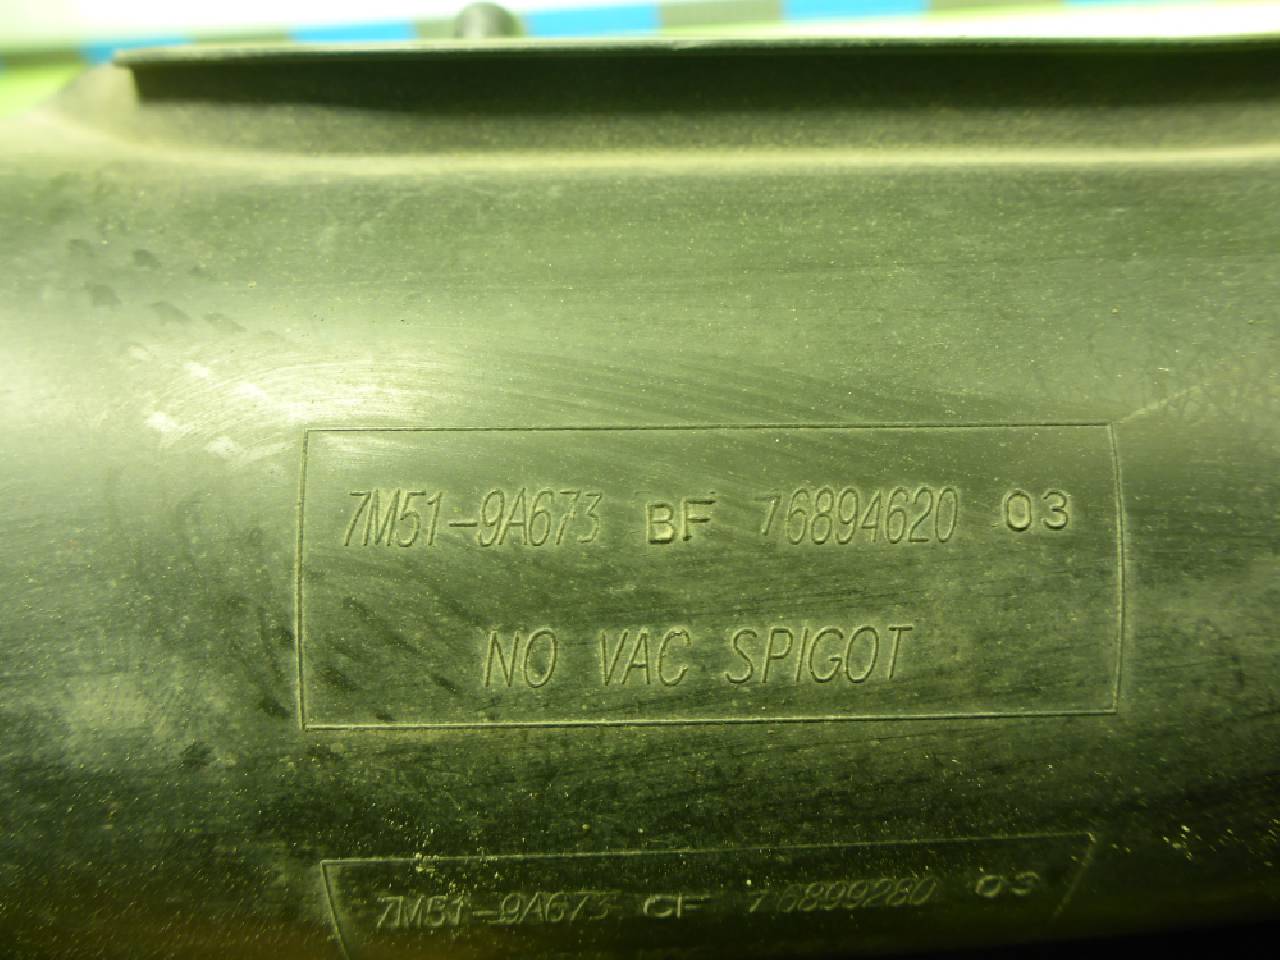 7M51-9A673 BF 76894620 03
NO VAC SPIGOT
7M51-9A673 CF 76899280 03